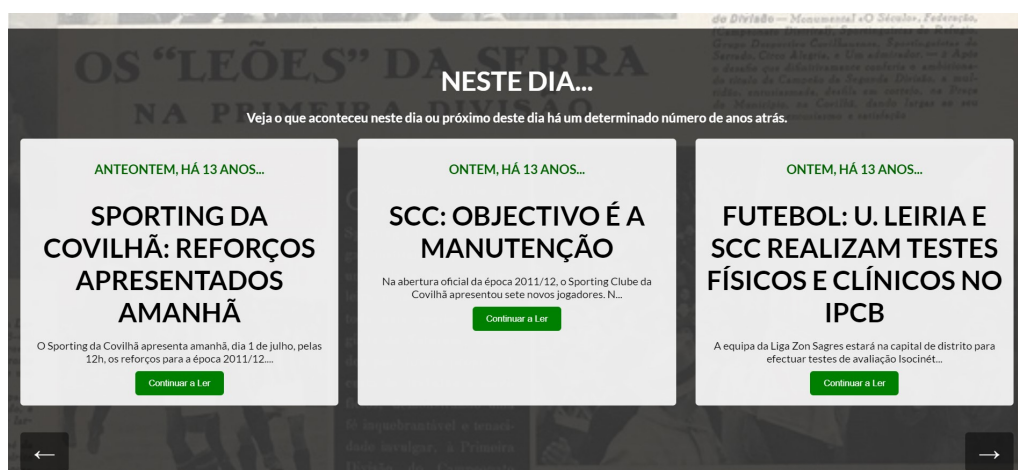 do Divisão — Monumental «O Século», Federação,
OS “LEÕES” DA SERRA
NA PRIMEIRA DIVISÃO
NESTE DIA...
Veja o que aconteceu neste dia ou próximo deste dia há um determinado número de anos atrás.
ANTEONTEM, HÁ 13 ANOS...
SPORTING DA
COVILHÃ: REFORÇOS
APRESENTADOS
AMANHÃ
O Sporting da Covilhã apresenta amanhã, dia 1 de julho, pelas
12h, os reforços para a época 2011/12....
Continuar a Ler
ONTEM, HÁ 13 ANOS...
SCC: OBJECTIVO É A
MANUTENÇÃO
Na abertura oficial da época 2011/12, o Sporting Clube da
Covilhã apresentou sete novos jogadores. N...
Continuar a Ler
ONTEM, HÁ 13 ANOS...
FUTEBOL: U. LEIRIA E
SCC REALIZAM TESTES
FÍSICOS E CLÍNICOS NO
IPCB
A equipa da Liga Zon Sagres estará na capital de distrito para
efectuar testes de avaliação Isocinét...
Continuar a Ler
←
→